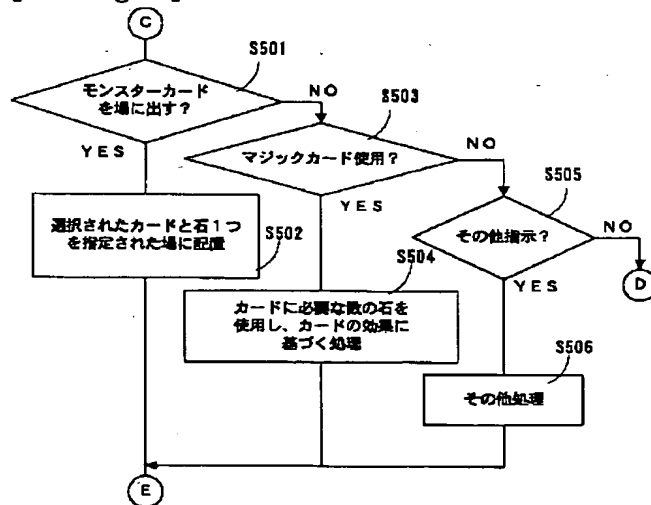 C
S501
モンスターカード
を場に出す？
NO
S503
YES
マジックカード使用？
NO
YES
S505
選択されたカードと石１つ
を指定された場に配置
S502
その他指示？
NO
D
S504
YES
カードに必要な数の石を
使用し、カードの効果に
基づく処理
S506
その他処理
E